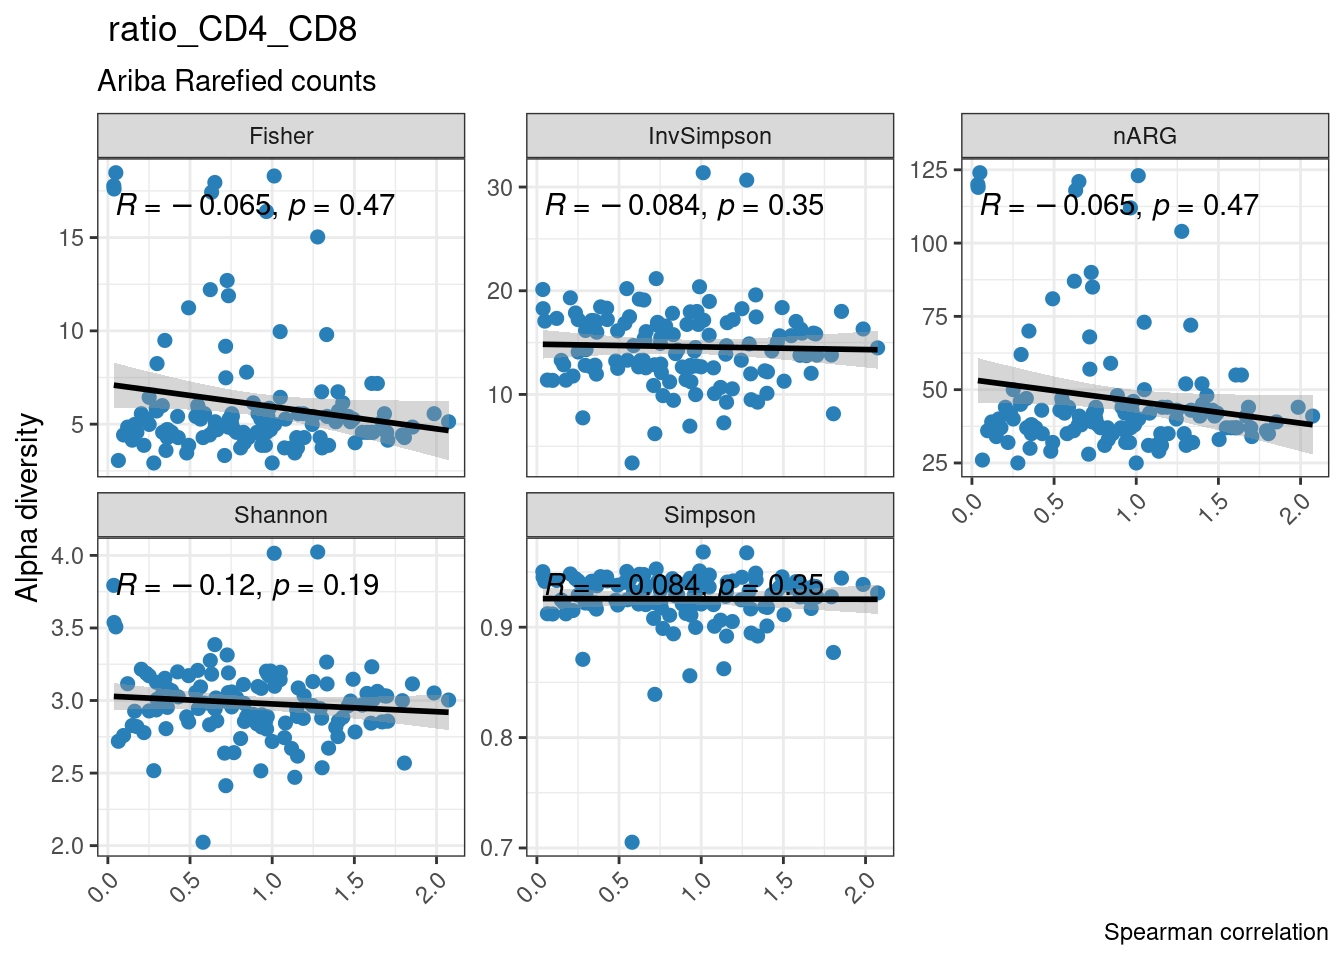 ratio_CD4_CD8
Ariba Rarefied counts
Fisher
InvSimpson
nARG
R = −0.065, p = 0.47
R = −0.084, p = 0.35
R = −0.065, p = 0.47
15
10
5
30
20
10
125
100
75
50
25
0.0
0.5
1.0
1.5
2.0
Alpha diversity
Shannon
Simpson
R = −0.12, p = 0.19
R = −0.084, p = 0.35
4.0
3.5
3.0
2.5
2.0
0.9
0.8
0.7
0.0
0.5
1.0
1.5
2.0
0.0
0.5
1.0
1.5
2.0
Spearman correlation